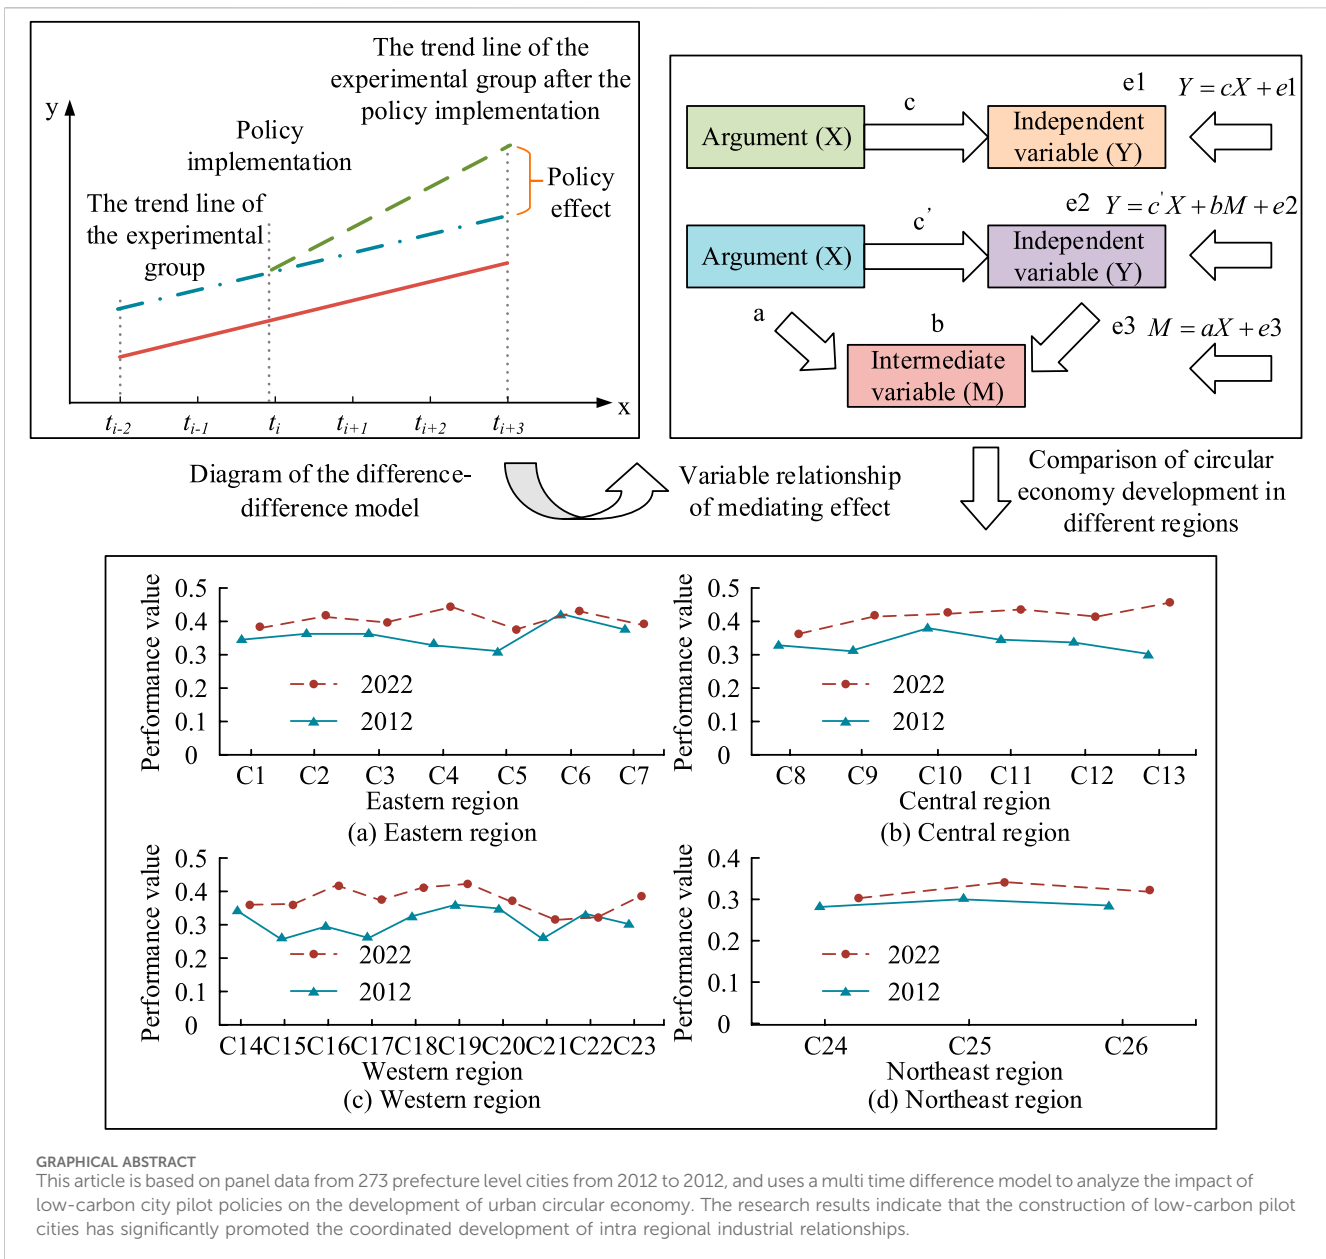 The trend line of the
experimental group after the
policy implementation
y
Policy
implementation
The trend line of
the experimental
group
Policy
effect
x
ti-2 ti-1 ti ti+1 ti+2 ti+3
Diagram of the difference-
difference model
Argument (X)
c
Independent
variable (Y)
e1 Y = cX + e1
Argument (X)
c'
Independent
variable (Y)
e2 Y = c'X + bM + e2
a
b
Intermediate
variable (M)
e3 M = aX + e3
Variable relationship
of mediating effect
Comparison of circular
economy development in
different regions
Performance value
0.5
0.4
0.3
0.2
0.1
0
2022
2012
C1 C2 C3 C4 C5 C6 C7
Eastern region
(a) Eastern region
Performance value
0.5
0.4
0.3
0.2
0.1
0
2022
2012
C8 C9 C10 C11 C12 C13
Central region
(b) Central region
Performance value
0.5
0.4
0.3
0.2
0.1
0
2022
2012
C14 C15 C16 C17 C18 C19 C20 C21 C22 C23
Western region
(c) Western region
Performance value
0.4
0.3
0.2
0.1
0
2022
2012
C24 C25 C26
Northeast region
(d) Northeast region
GRAPHICAL ABSTRACT
This article is based on panel data from 273 prefecture level cities from 2012 to 2012, and uses a multi time difference model to analyze the impact of
low-carbon city pilot policies on the development of urban circular economy. The research results indicate that the construction of low-carbon pilot
cities has significantly promoted the coordinated development of intra regional industrial relationships.